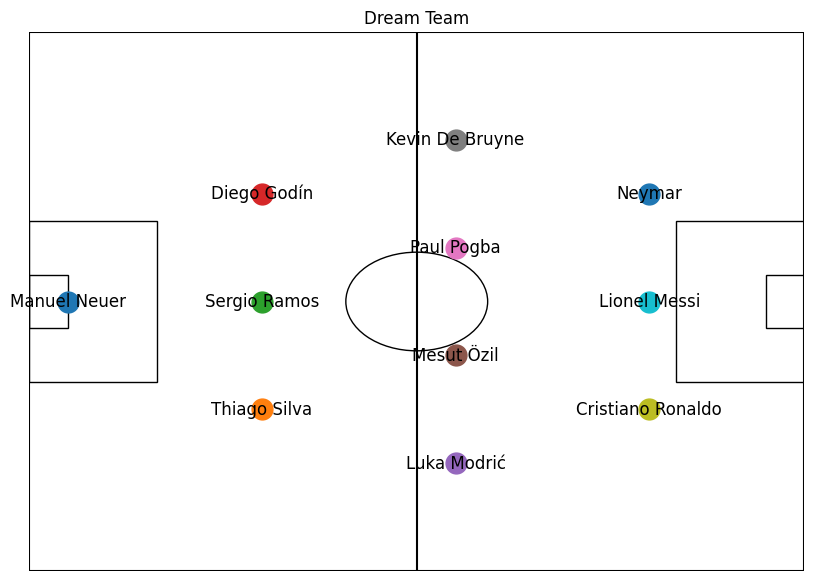 Dream Team
Kevin De Bruyne
Diego Godín
Neymar
Paul Pogba
Manuel Neuer
Sergio Ramos
Lionel Messi
Mesut Özil
Thiago Silva
Cristiano Ronaldo
Luka Modrić